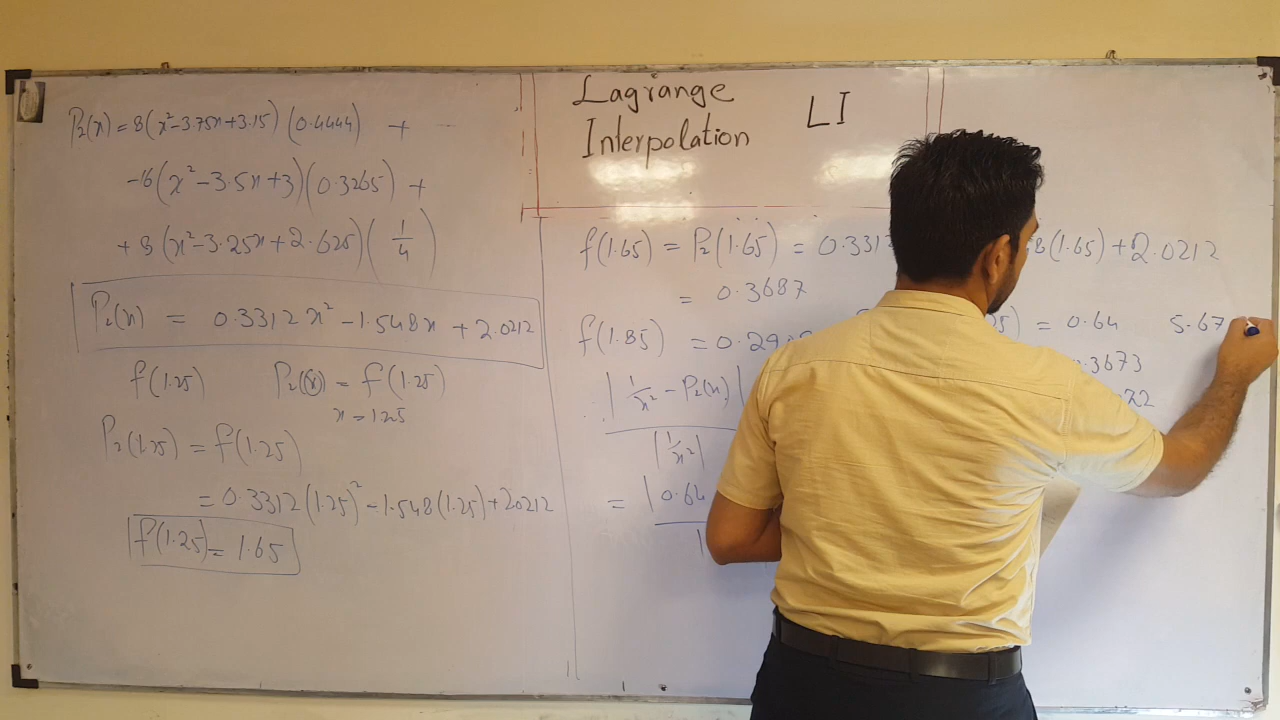 P₂(x) = 8(x²-3.75x+3.15)(0.4444) + --
-16(x²-3.5x+3)(0.3265) +
+ 8(x²-3.25x+2.625)(1/4)
P₂(x) = 0.3312x² - 1.548x + 2.0212
f(1.25) P₂(x) = f(1.25)
x = 1.25
P₂(1.25) = f(1.25)
= 0.3312(1.25)² - 1.548(1.25) + 2.0212
f(1.25) = 1.65
Lagrange
Interpolation
LI
f(1.65) = P₂(1.65) = 0.331 8(1.65) + 2.0212
= 0.3687
f(1.85) = 0.29 5) = 0.64 5.67
|1/x² - P₂(x)| .3673
|1/x²|
= |0.64